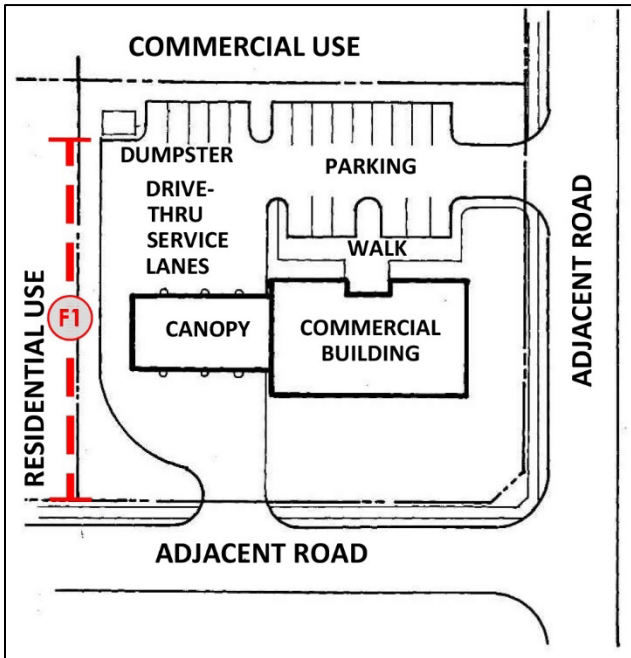 COMMERCIAL USE
DUMPSTER
PARKING
DRIVE-
THRU
SERVICE
LANES
WALK
RESIDENTIAL USE
F1
CANOPY
COMMERCIAL
BUILDING
ADJACENT ROAD
ADJACENT ROAD